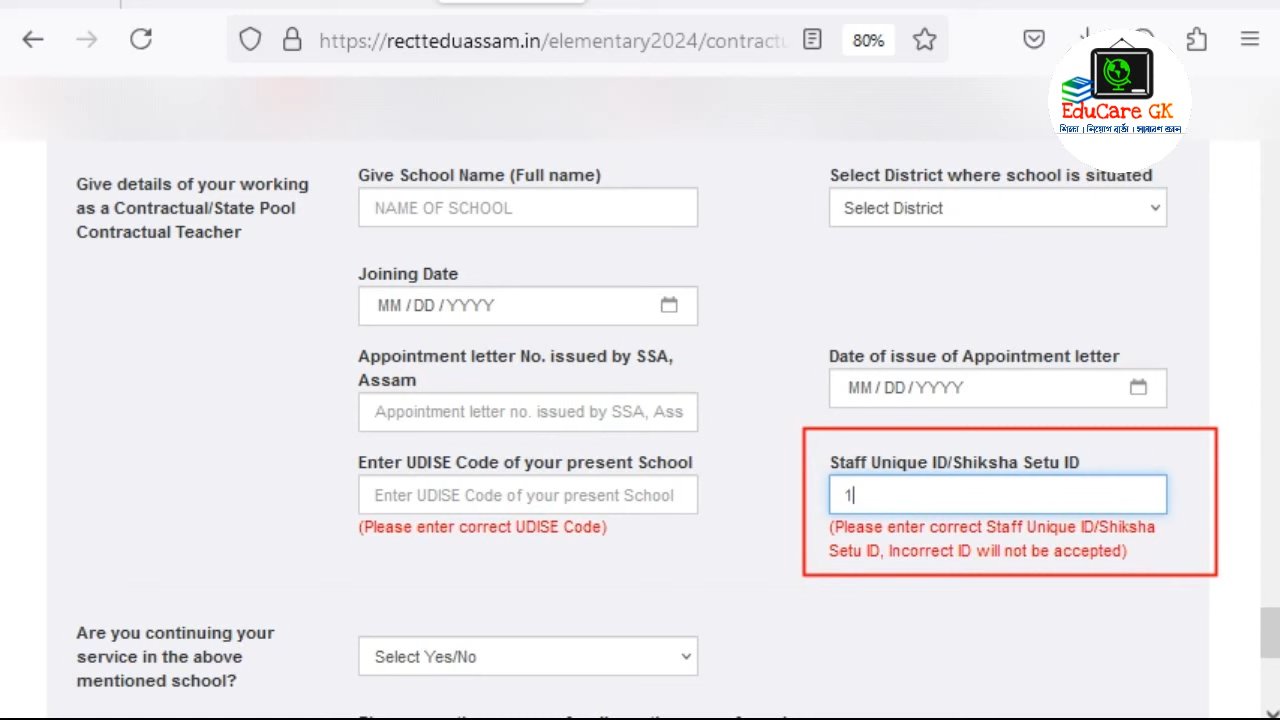 https://rectteduassam.in/elementary2024/contractu
80%
EduCare GK
শিক্ষা । নিয়োগ বাৰ্তা । সাধাৰণ জ্ঞান
Give details of your working
as a Contractual/State Pool
Contractual Teacher
Give School Name (Full name)
NAME OF SCHOOL
Select District where school is situated
Select District
Joining Date
MM / DD / YYYY
Appointment letter No. issued by SSA,
Assam
Appointment letter no. issued by SSA, Ass
Date of issue of Appointment letter
MM / DD / YYYY
Enter UDISE Code of your present School
Enter UDISE Code of your present School
(Please enter correct UDISE Code)
Staff Unique ID/Shiksha Setu ID
1
(Please enter correct Staff Unique ID/Shiksha
Setu ID, Incorrect ID will not be accepted)
Are you continuing your
service in the above
mentioned school?
Select Yes/No